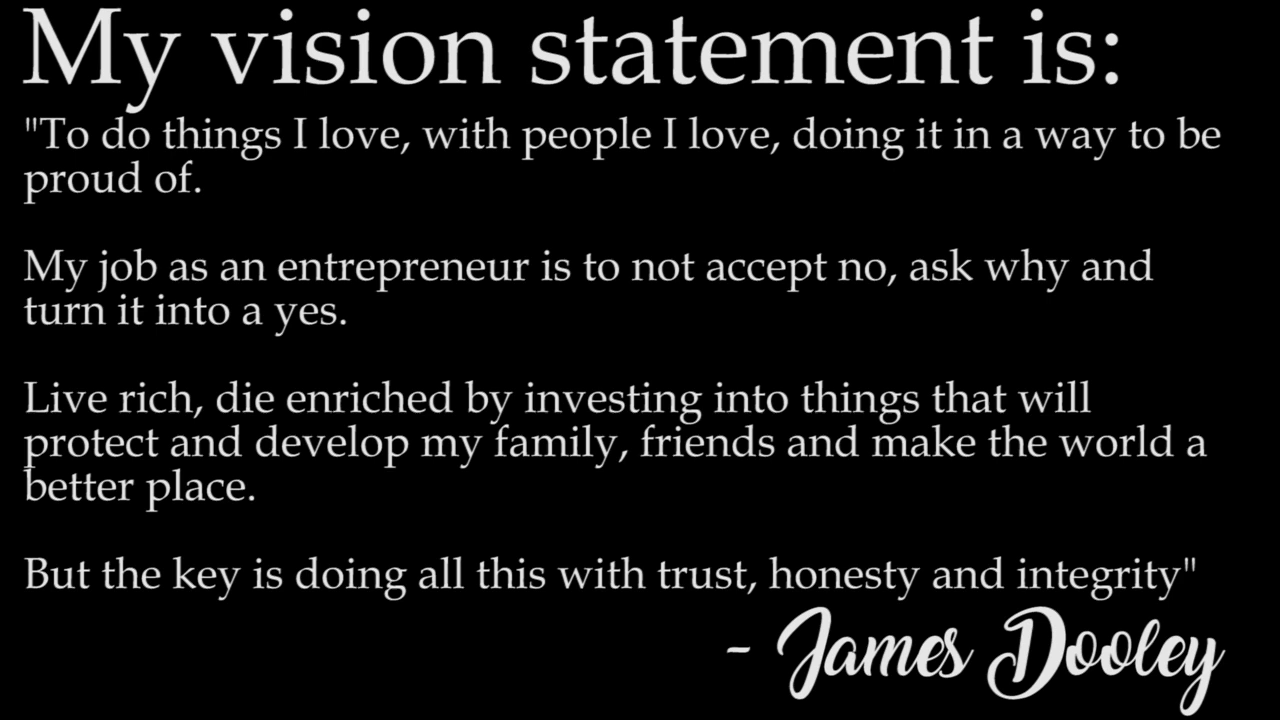 My vision statement is:
"To do things I love, with people I love, doing it in a way to be
proud of.
My job as an entrepreneur is to not accept no, ask why and
turn it into a yes.
Live rich, die enriched by investing into things that will
protect and develop my family, friends and make the world a
better place.
But the key is doing all this with trust, honesty and integrity"
- James Dooley